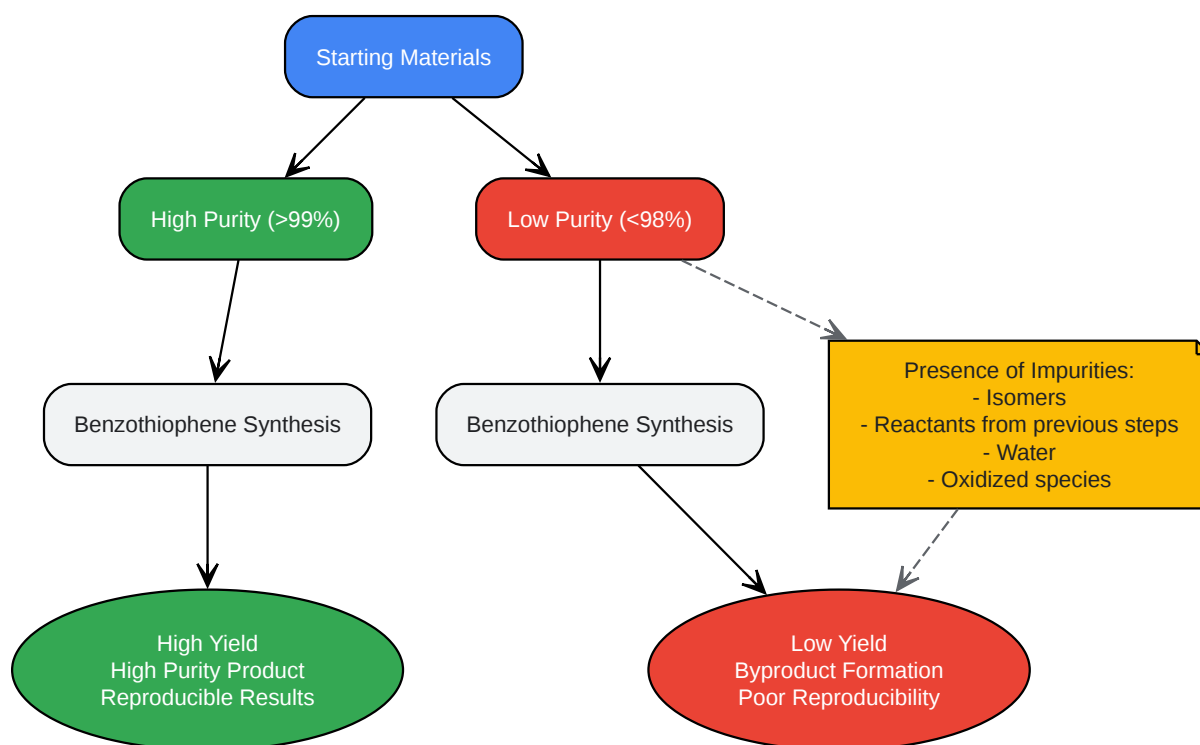 Starting Materials
High Purity (>99%)
Low Purity (<98%)
Benzothiophene Synthesis
Benzothiophene Synthesis
Presence of Impurities:
- Isomers
- Reactants from previous steps
- Water
- Oxidized species
High Yield
High Purity Product
Reproducible Results
Low Yield
Byproduct Formation
Poor Reproducibility